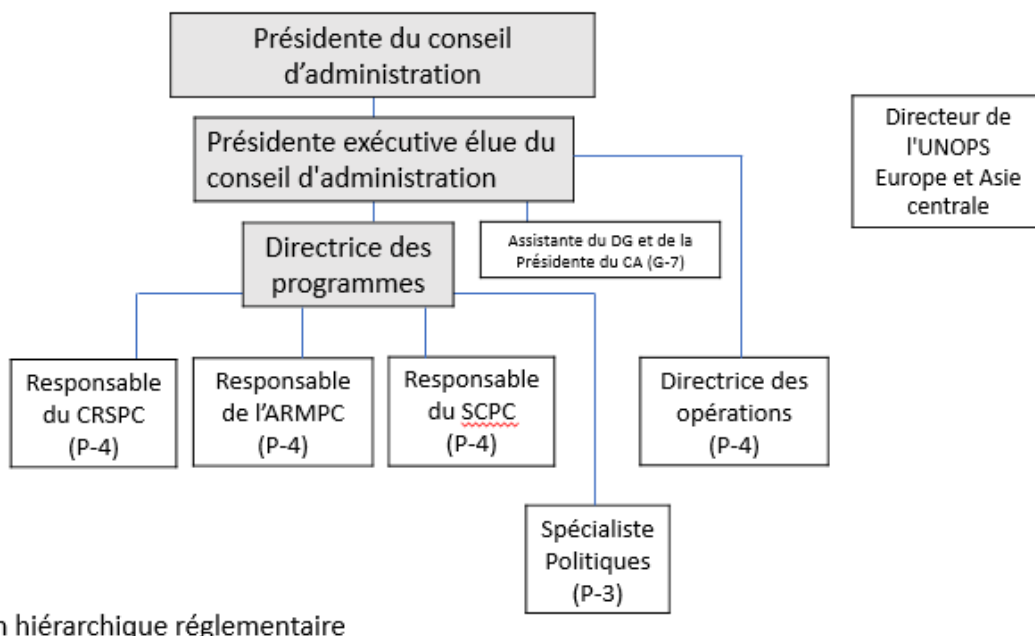 Présidente du conseil
d'administration
Présidente exécutive élue du
conseil d'administration
Directeur de
l'UNOPS
Europe et Asie
centrale
Directrice des
programmes
Assistante du DG et de la
Présidente du CA (G-7)
Responsable
du CRSPC
(P-4)
Responsable
de l'ARMPC
(P-4)
Responsable
du SCPC
(P-4)
Directrice des
opérations
(P-4)
Spécialiste
Politiques
(P-3)
n hiérarchique réglementaire